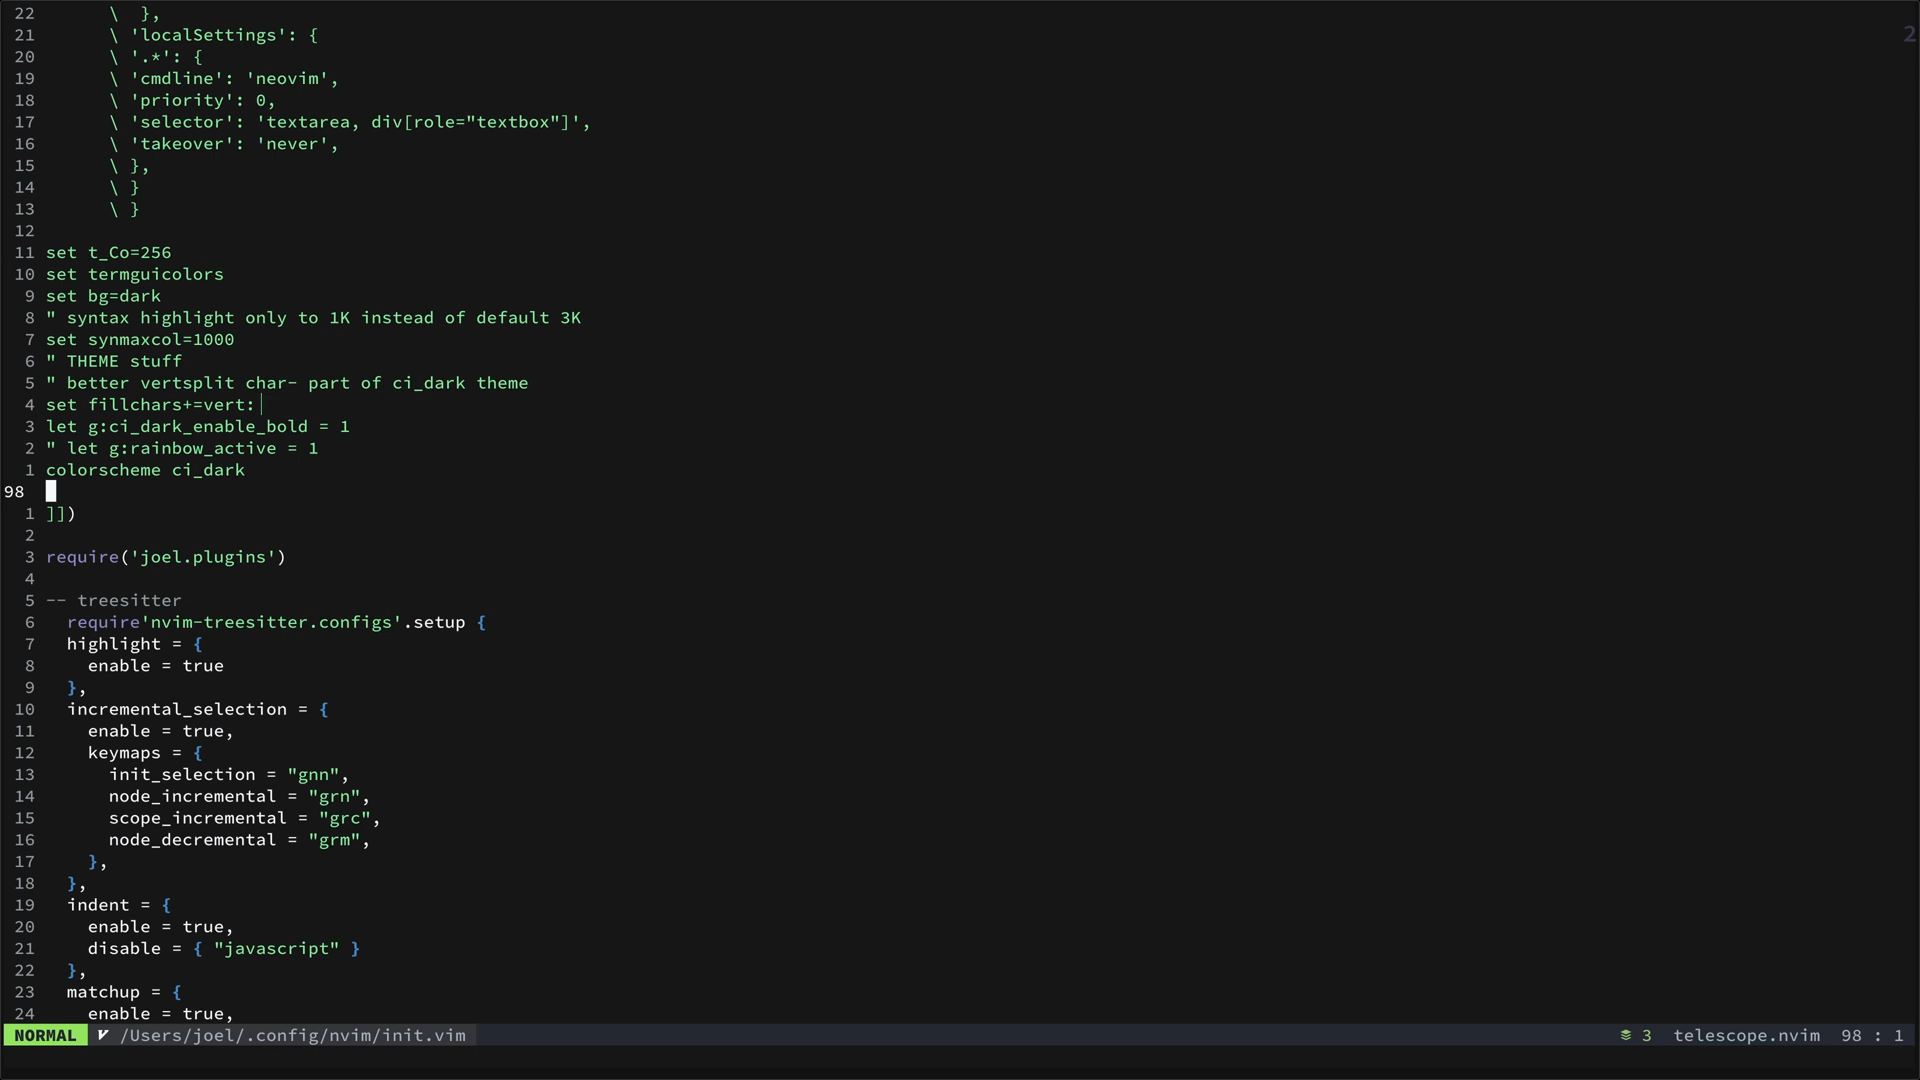 22       \  },
2
21       \ 'localSettings': {
20       \ '.*': {
19       \ 'cmdline': 'neovim',
18       \ 'priority': 0,
17       \ 'selector': 'textarea, div[role="textbox"]',
16       \ 'takeover': 'never',
15       \ },
14       \ }
13       \ }
12
11 set t_Co=256
10 set termguicolors
9 set bg=dark
8 " syntax highlight only to 1K instead of default 3K
7 set synmaxcol=1000
6 " THEME stuff
5 " better vertsplit char- part of ci_dark theme
4 set fillchars+=vert:│
3 let g:ci_dark_enable_bold = 1
2 " let g:rainbow_active = 1
1 colorscheme ci_dark
98
1 ]])
2
3 require('joel.plugins')
4
5 -- treesitter
6   require'nvim-treesitter.configs'.setup {
7   highlight = {
8     enable = true
9   },
10   incremental_selection = {
11     enable = true,
12     keymaps = {
13       init_selection = "gnn",
14       node_incremental = "grn",
15       scope_incremental = "grc",
16       node_decremental = "grm",
17     },
18   },
19   indent = {
20     enable = true,
21     disable = { "javascript" }
22   },
23   matchup = {
24     enable = true,
NORMAL /Users/joel/.config/nvim/init.vim 3 telescope.nvim 98 : 1